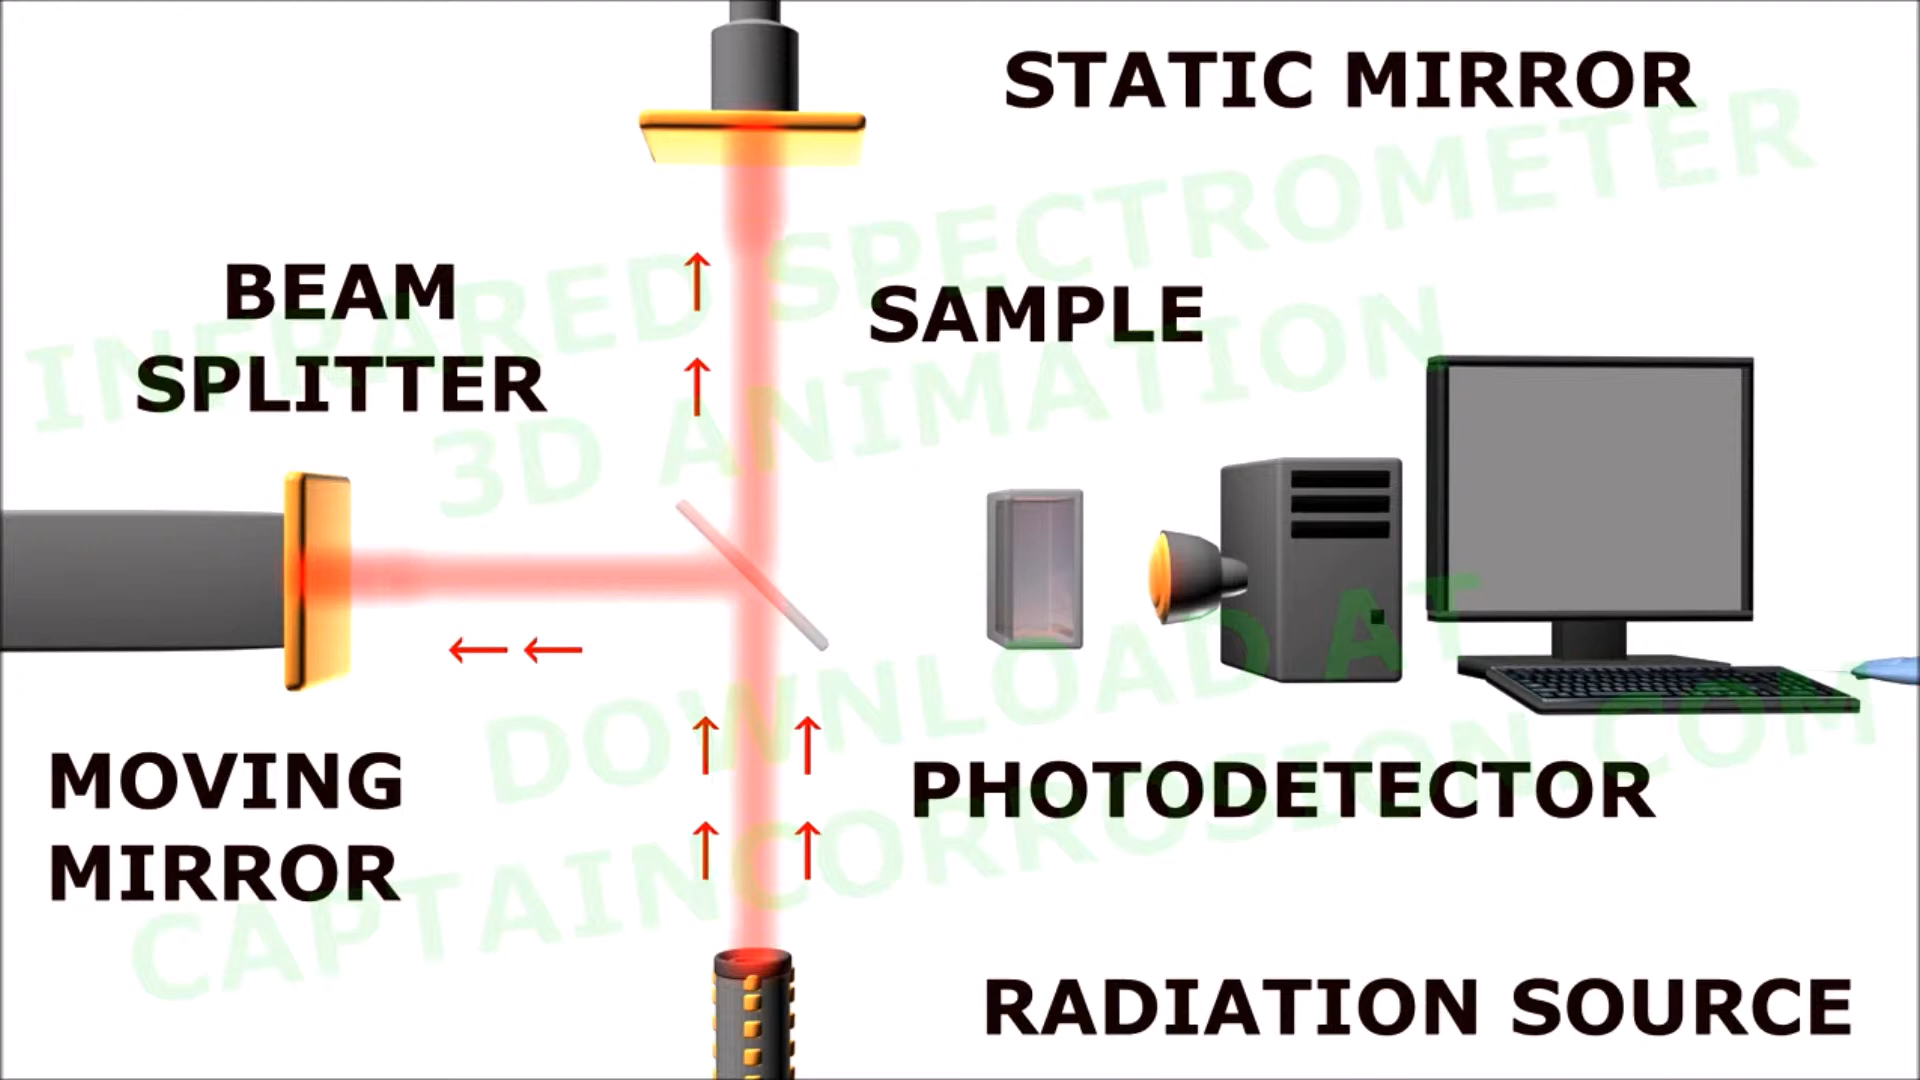 STATIC MIRROR
INFRARED SPECTROMETER
BEAM
SPLITTER
SAMPLE
3D ANIMATION
MOVING
MIRROR
DOWNLOAD AT
PHOTODETECTOR
CAPTAINCORROSION.COM
RADIATION SOURCE